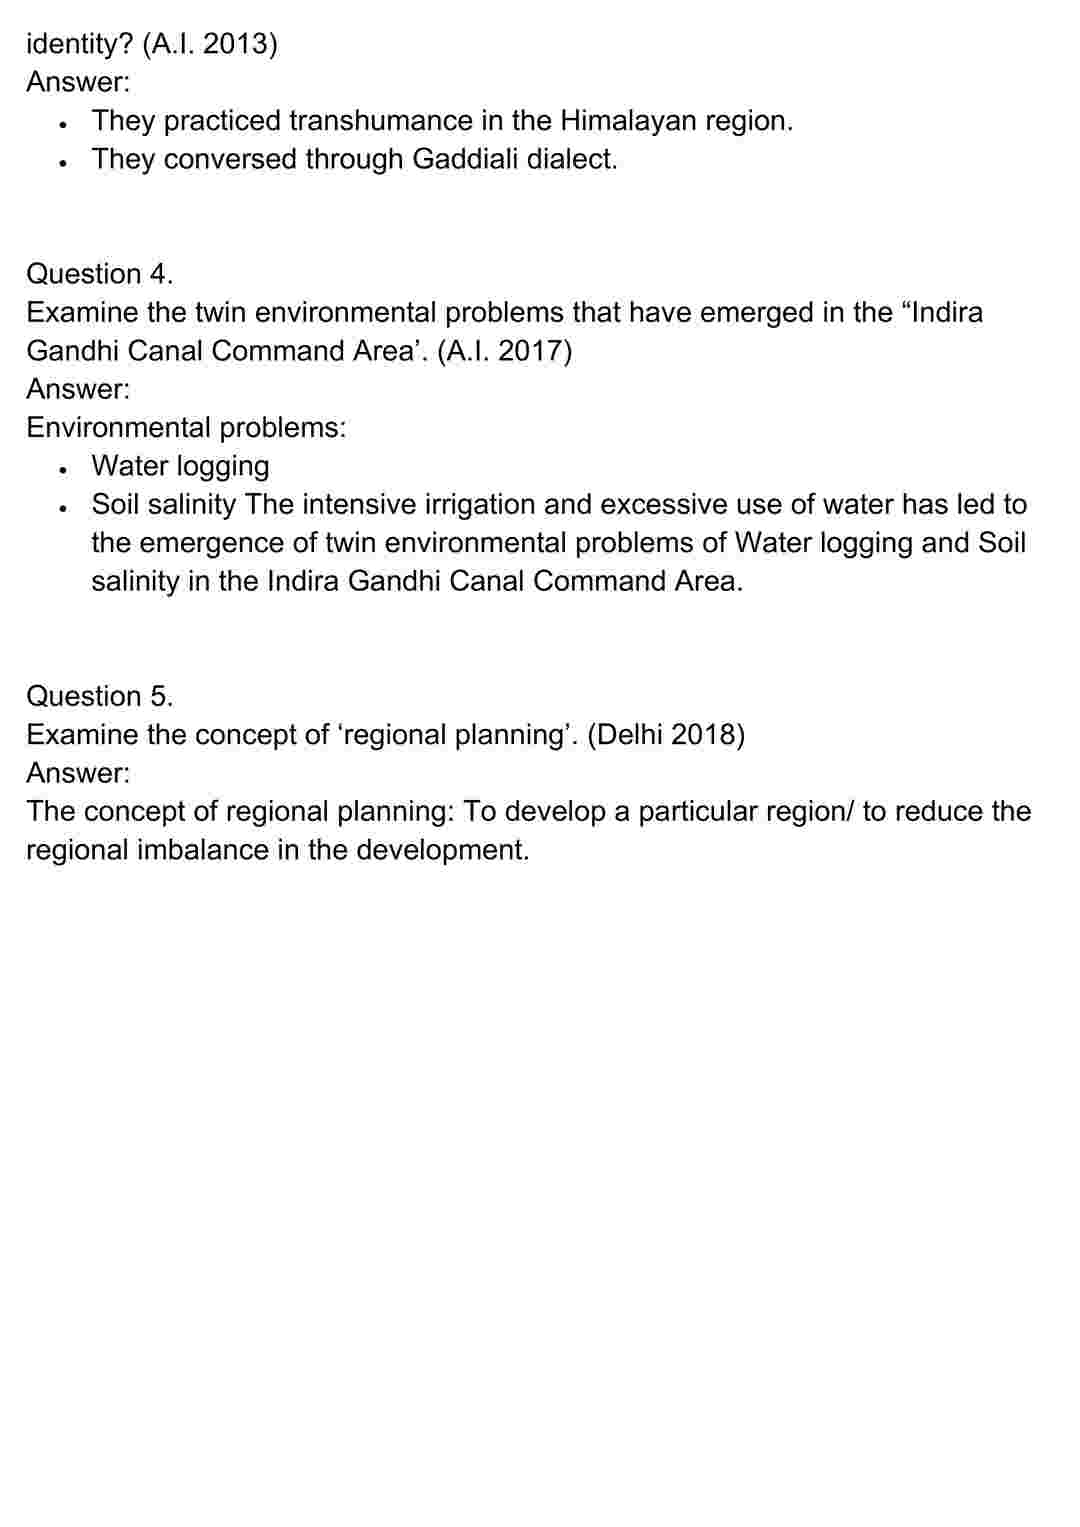 identity? (A.I. 2013)
Answer:
• They practiced transhumance in the Himalayan region.
• They conversed through Gaddiali dialect.
Question 4.
Examine the twin environmental problems that have emerged in the “Indira
Gandhi Canal Command Area’. (A.I. 2017)
Answer:
Environmental problems:
• Water logging
• Soil salinity The intensive irrigation and excessive use of water has led to
the emergence of twin environmental problems of Water logging and Soil
salinity in the Indira Gandhi Canal Command Area.
Question 5.
Examine the concept of ‘regional planning’. (Delhi 2018)
Answer:
The concept of regional planning: To develop a particular region/ to reduce the
regional imbalance in the development.